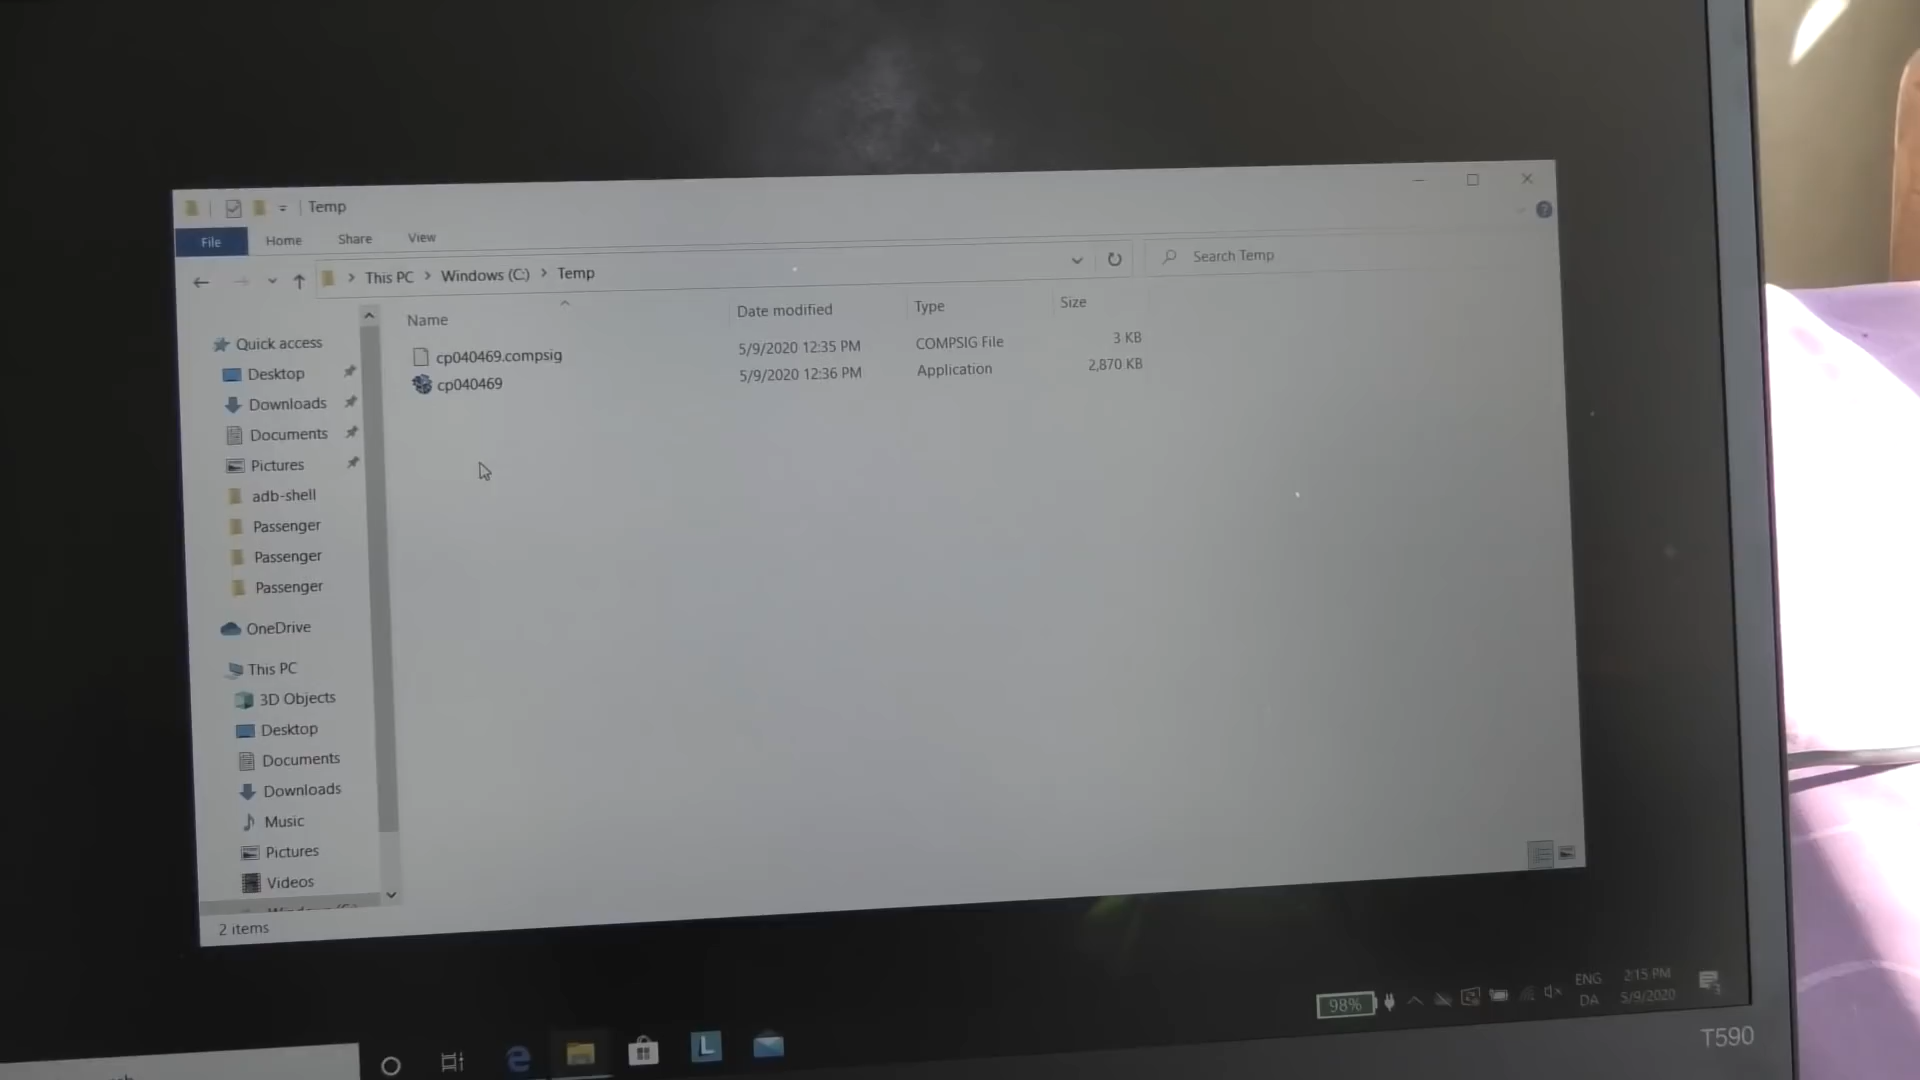 Temp
File Home Share View
This PC > Windows (C:) > Temp
Search Temp
Name Date modified Type Size
cp040469.compsig 5/9/2020 12:35 PM COMPSIG File 3 KB
cp040469 5/9/2020 12:36 PM Application 2,870 KB
Quick access
Desktop
Downloads
Documents
Pictures
adb-shell
Passenger
Passenger
Passenger
OneDrive
This PC
3D Objects
Desktop
Documents
Downloads
Music
Pictures
Videos
2 items
98%
ENG
DA
2:15 PM
5/9/2020
L
T590